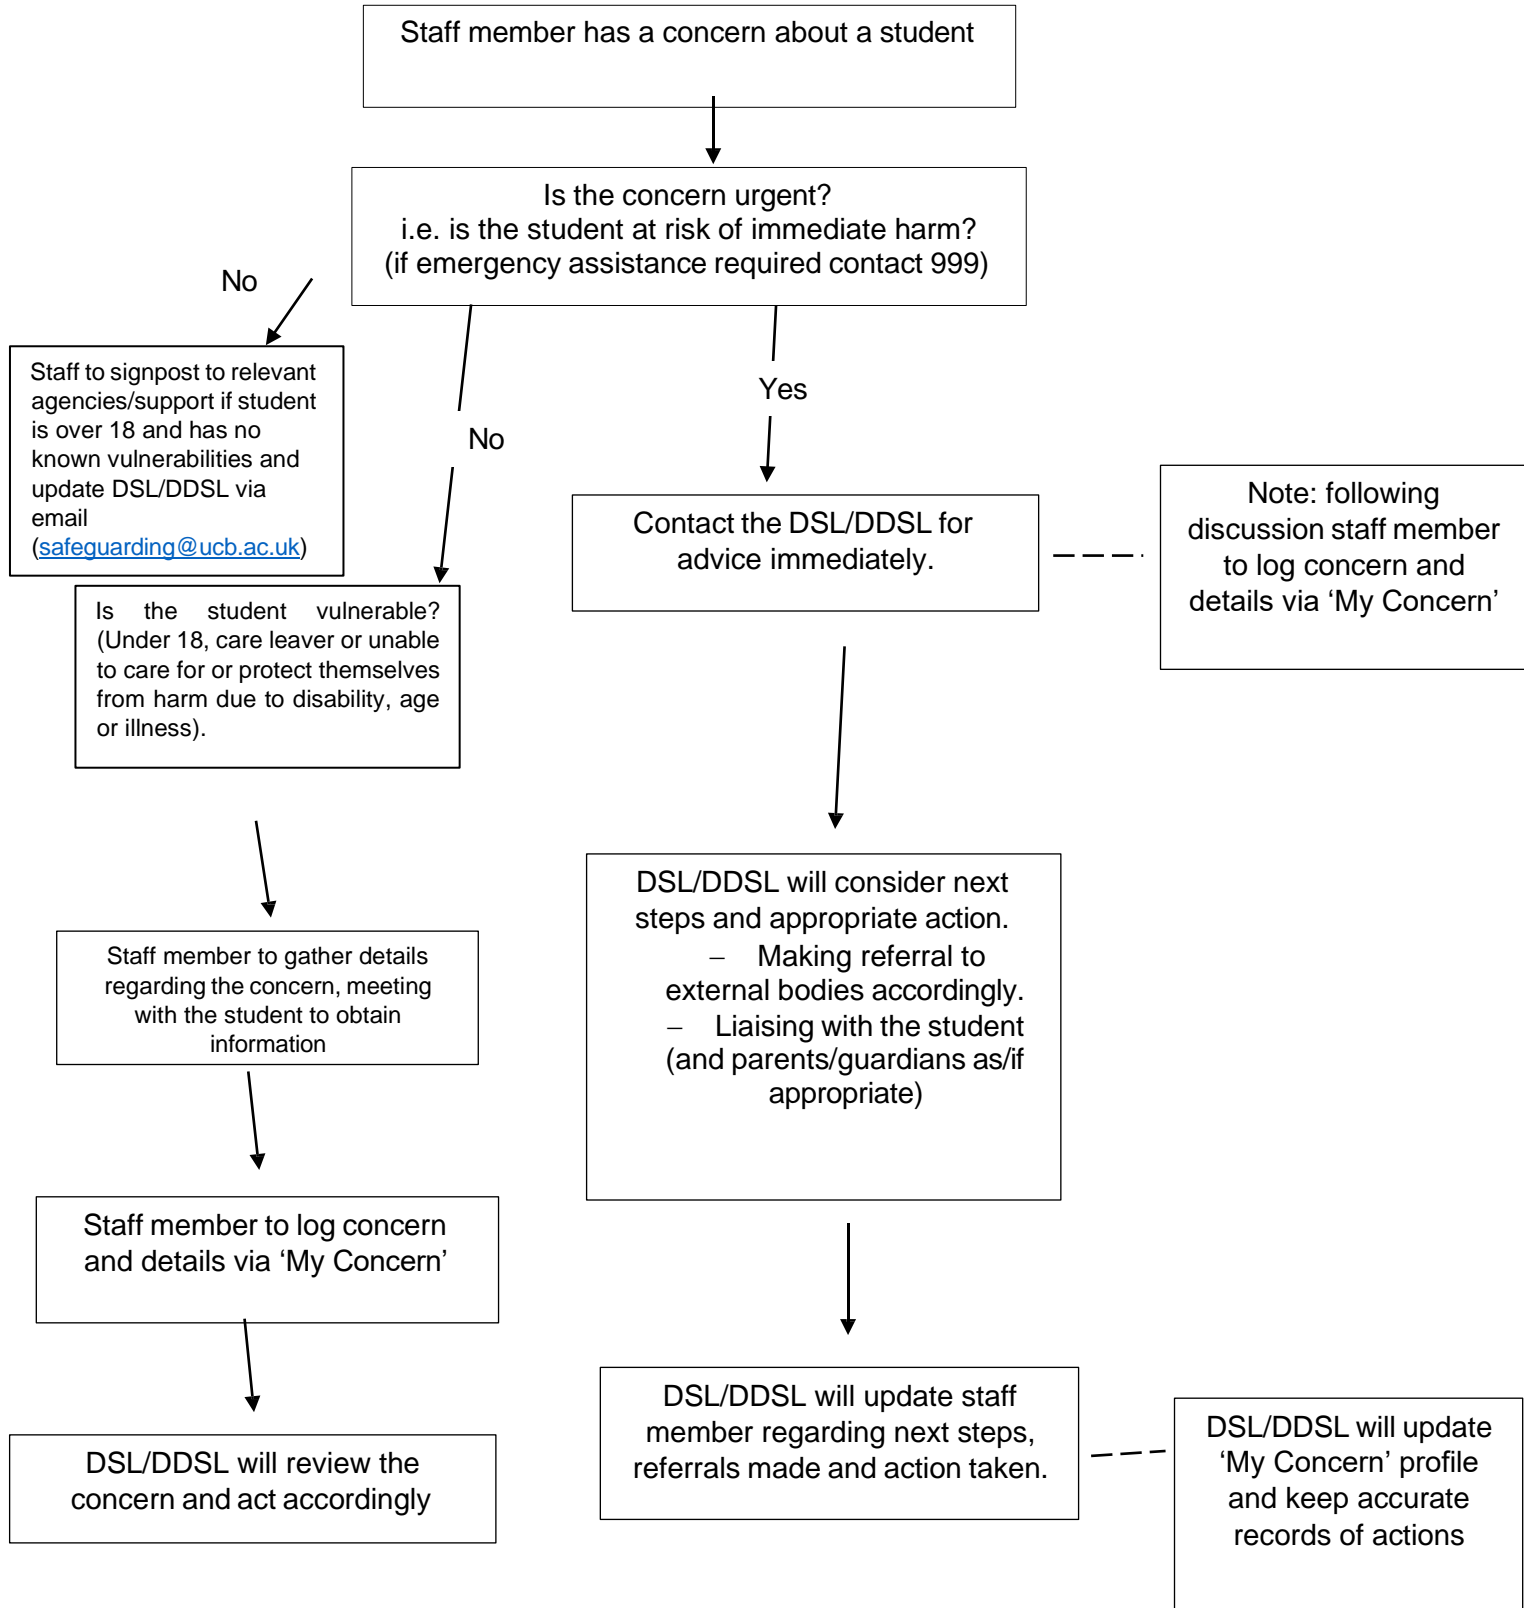 Staff member has a concern about a student
Is the concern urgent?
i.e. is the student at risk of immediate harm?
(if emergency assistance required contact 999)
No
Staff to signpost to relevant
agencies/support if student
is over 18 and has no
known vulnerabilities and
update DSL/DDSL via
email
(safeguarding@ucb.ac.uk)
No
Yes
Is the student vulnerable?
(Under 18, care leaver or unable
to care for or protect themselves
from harm due to disability, age
or illness).
Contact the DSL/DDSL for
advice immediately.
Note: following
discussion staff member
to log concern and
details via ‘My Concern’
Staff member to gather details
regarding the concern, meeting
with the student to obtain
information
DSL/DDSL will consider next
steps and appropriate action.
– Making referral to
external bodies accordingly.
– Liaising with the student
(and parents/guardians as/if
appropriate)
Staff member to log concern
and details via ‘My Concern’
DSL/DDSL will review the
concern and act accordingly
DSL/DDSL will update staff
member regarding next steps,
referrals made and action taken.
DSL/DDSL will update
‘My Concern’ profile
and keep accurate
records of actions